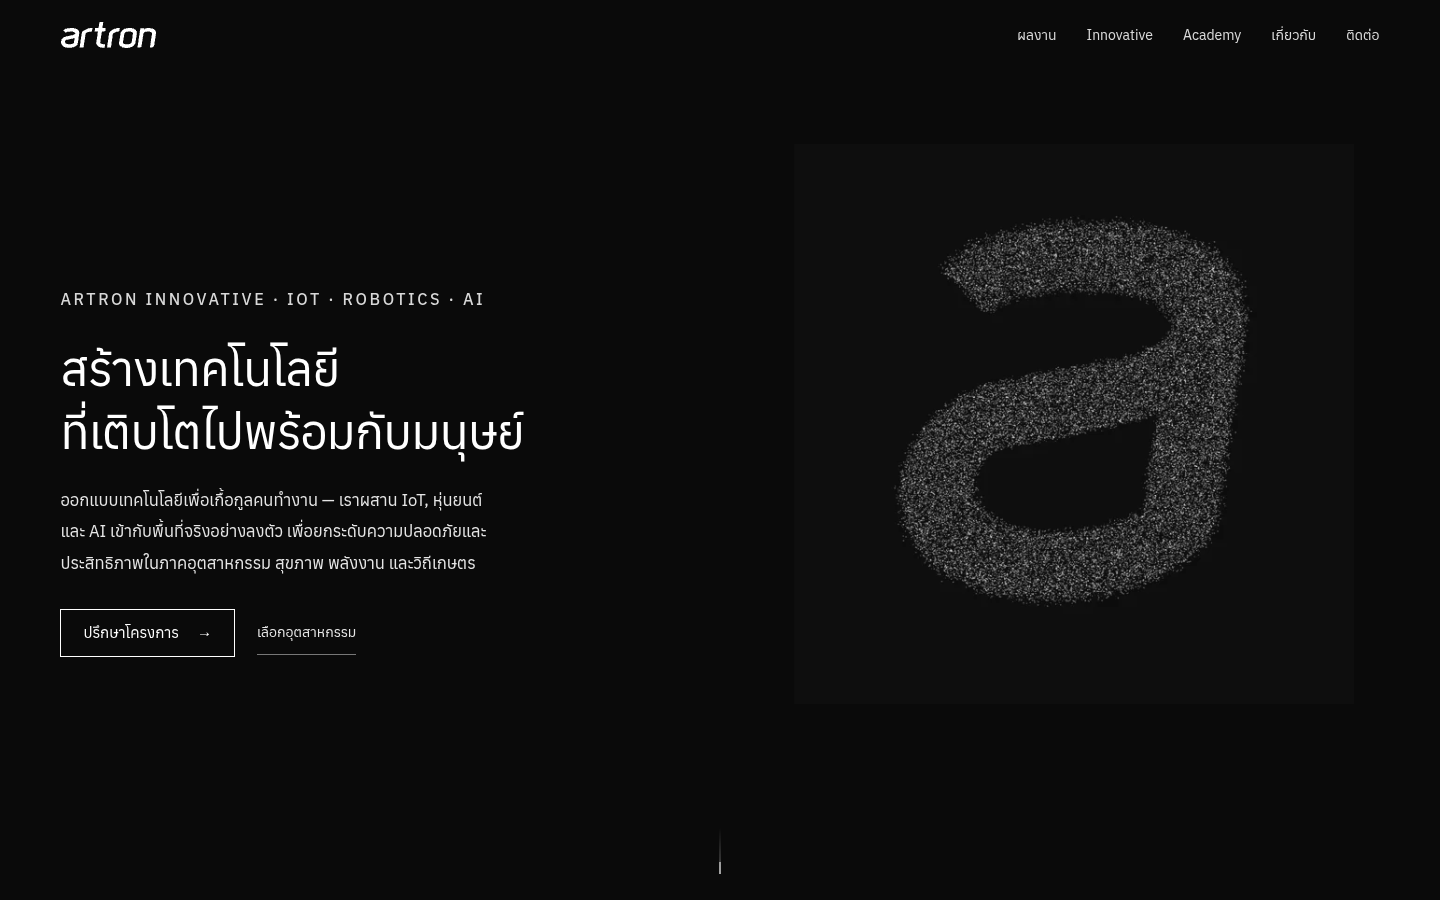 artron
ผลงาน Innovative Academy เกี่ยวกับ ติดต่อ
ARTRON INNOVATIVE · IOT · ROBOTICS · AI
สร้างเทคโนโลยี
ที่เติบโตไปพร้อมกับมนุษย์
ออกแบบเทคโนโลยีเพื่อเกื้อกูลคนทำงาน — เราผสาน IoT, หุ่นยนต์
และ AI เข้ากับพื้นที่จริงอย่างลงตัว เพื่อยกระดับความปลอดภัยและ
ประสิทธิภาพในภาคอุตสาหกรรม สุขภาพ พลังงาน และวิถีเกษตร
ปรึกษาโครงการ →
เลือกอุตสาหกรรม
a